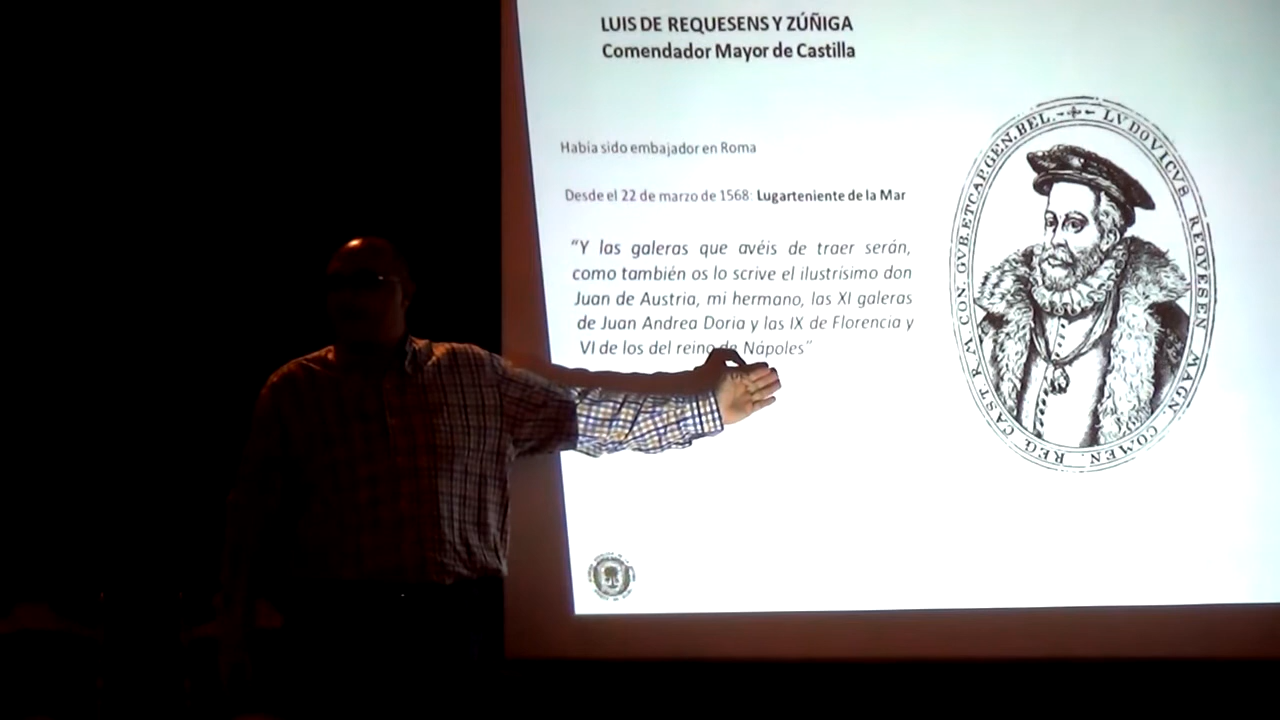 LUIS DE REQUESENS Y ZÚÑIGA
Comendador Mayor de Castilla
Había sido embajador en Roma
Desde el 22 de marzo de 1568: Lugarteniente de la Mar
“Y las galeras que avéis de traer serán,
como también os lo scrive el ilustrísimo don
Juan de Austria, mi hermano, las XI galeras
de Juan Andrea Doria y las IX de Florencia y
VI de los del reino de Nápoles”
LVDOVICVS REQVESEN MAGN. COMEN. REG. CAST R. M. CON. GVB. ET CAP. GEN. BEL.